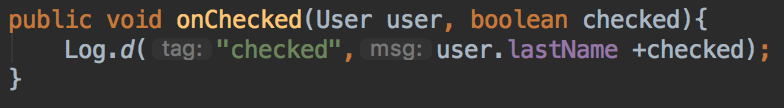 public void onChecked(User user, boolean checked){
Log.d( tag: "checked", msg: user.lastName +checked);
}